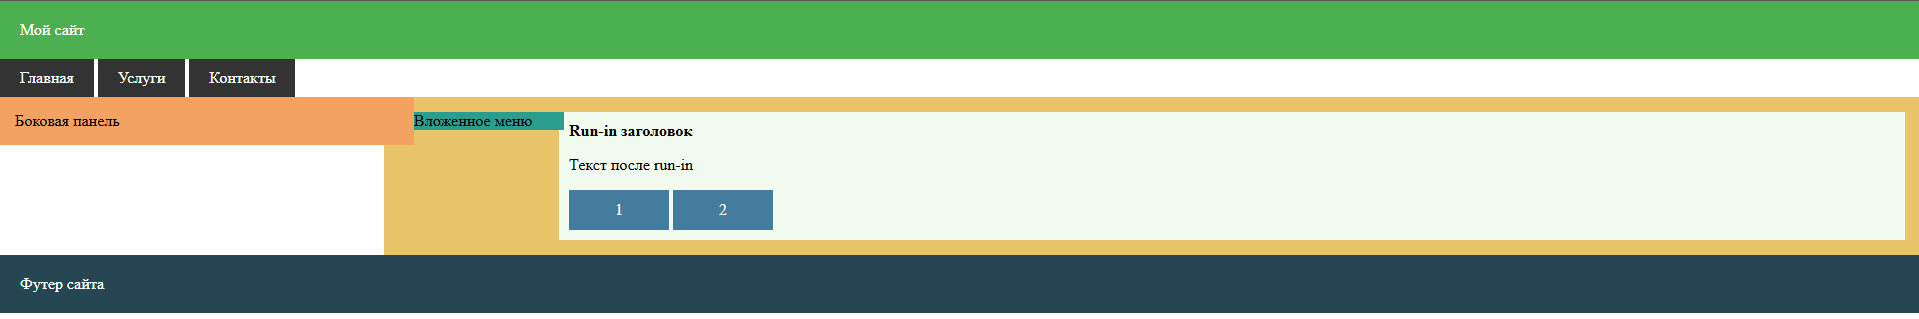 Мой сайт
Главная Услуги Контакты
Боковая панель
Вложенное меню
Run-in заголовок
Текст после run-in
1 2
Футер сайта